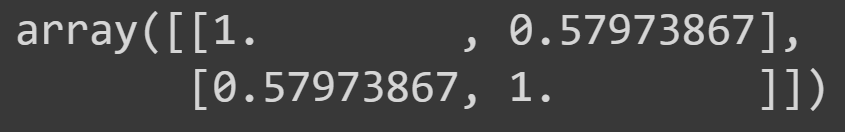 array([[1.        , 0.57973867],
       [0.57973867, 1.        ]])